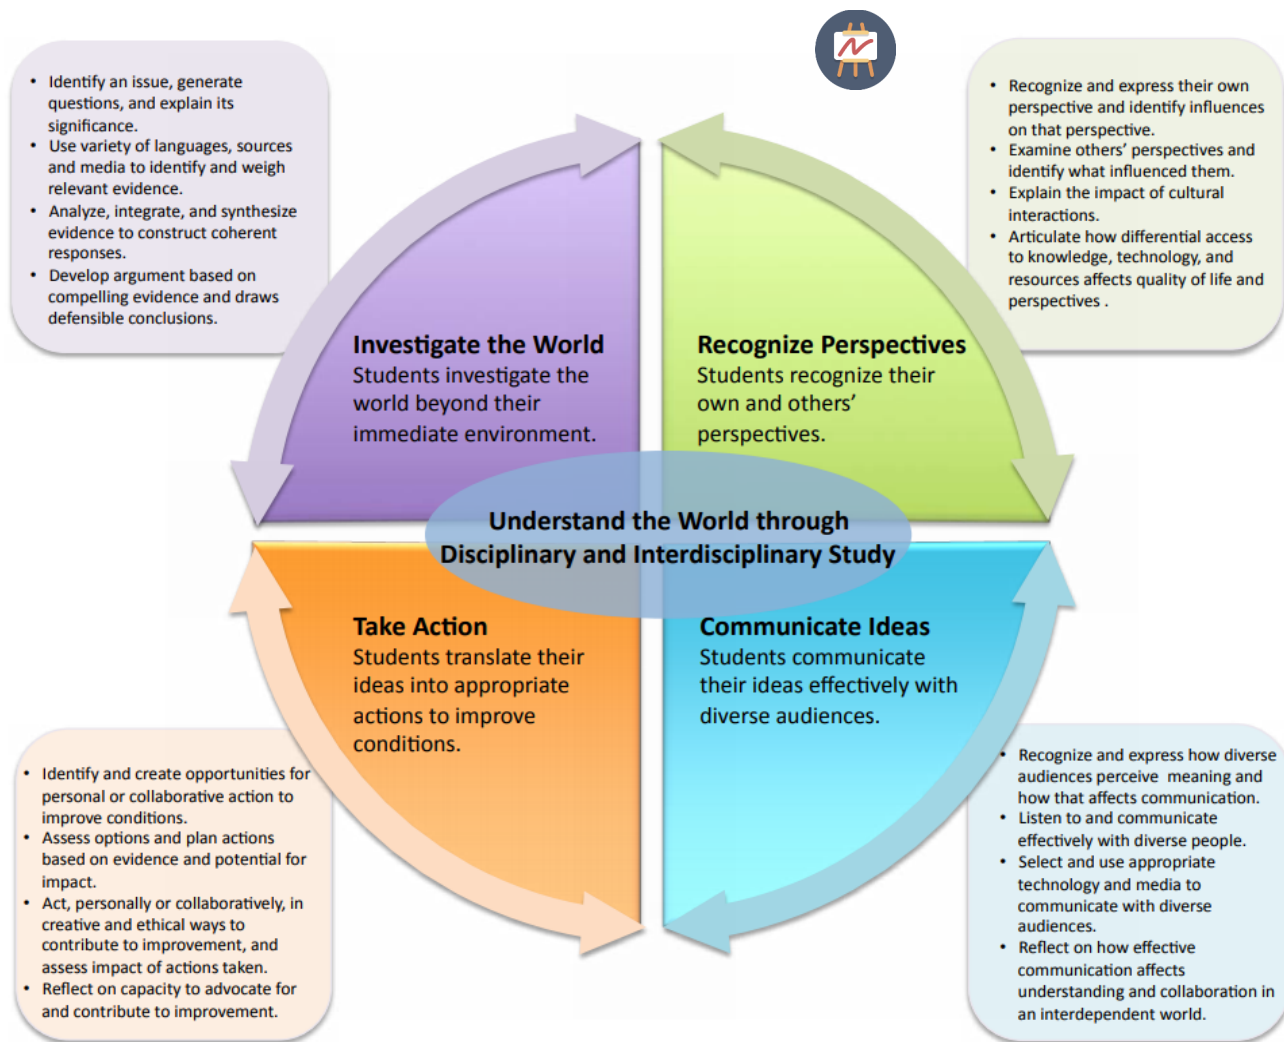 • Identify an issue, generate
questions, and explain its
significance.
• Use variety of languages, sources
and media to identify and weigh
relevant evidence.
• Analyze, integrate, and synthesize
evidence to construct coherent
responses.
• Develop argument based on
compelling evidence and draws
defensible conclusions.
• Recognize and express their own
perspective and identify influences
on that perspective.
• Examine others’ perspectives and
identify what influenced them.
• Explain the impact of cultural
interactions.
• Articulate how differential access
to knowledge, technology, and
resources affects quality of life and
perspectives .
Investigate the World
Students investigate the
world beyond their
immediate environment.
Recognize Perspectives
Students recognize their
own and others’
perspectives.
Understand the World through
Disciplinary and Interdisciplinary Study
Take Action
Students translate their
ideas into appropriate
actions to improve
conditions.
Communicate Ideas
Students communicate
their ideas effectively with
diverse audiences.
• Identify and create opportunities for
personal or collaborative action to
improve conditions.
• Assess options and plan actions
based on evidence and potential for
impact.
• Act, personally or collaboratively, in
creative and ethical ways to
contribute to improvement, and
assess impact of actions taken.
• Reflect on capacity to advocate for
and contribute to improvement.
• Recognize and express how diverse
audiences perceive meaning and
how that affects communication.
• Listen to and communicate
effectively with diverse people.
• Select and use appropriate
technology and media to
communicate with diverse
audiences.
• Reflect on how effective
communication affects
understanding and collaboration in
an interdependent world.